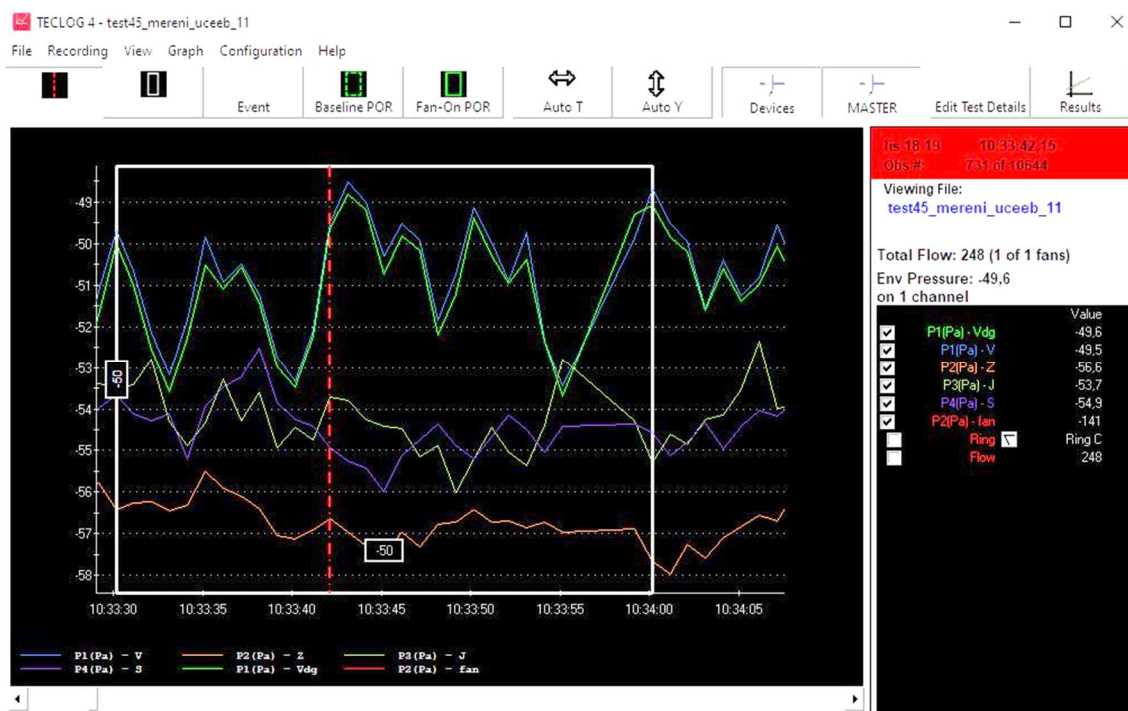 TECLOG 4 - test45_mereni_uceeb_11
File Recording View Graph Configuration Help
Event Baseline POR Fan-On POR Auto T Auto Y Devices MASTER Edit Test Details Results
lis 18 19 10:33:42,15
Obs #: 731 of 10644
Viewing File:
test45_mereni_uceeb_11
Total Flow: 248 (1 of 1 fans)
Env Pressure: -49,6
on 1 channel
Value
P1(Pa) - Vdg -49,6
P1(Pa) - V -49,5
P2(Pa) - Z -56,6
P3(Pa) - J -53,7
P4(Pa) - S -54,9
P2(Pa) - fan -141
Ring Ring C
Flow 248
-49
-50
-51
-52
-53
-54
-55
-56
-57
-58
-50
-50
10:33:30 10:33:35 10:33:40 10:33:45 10:33:50 10:33:55 10:34:00 10:34:05
P1(Pa) - V P2(Pa) - Z P3(Pa) - J
P4(Pa) - S P1(Pa) - Vdg P2(Pa) - fan